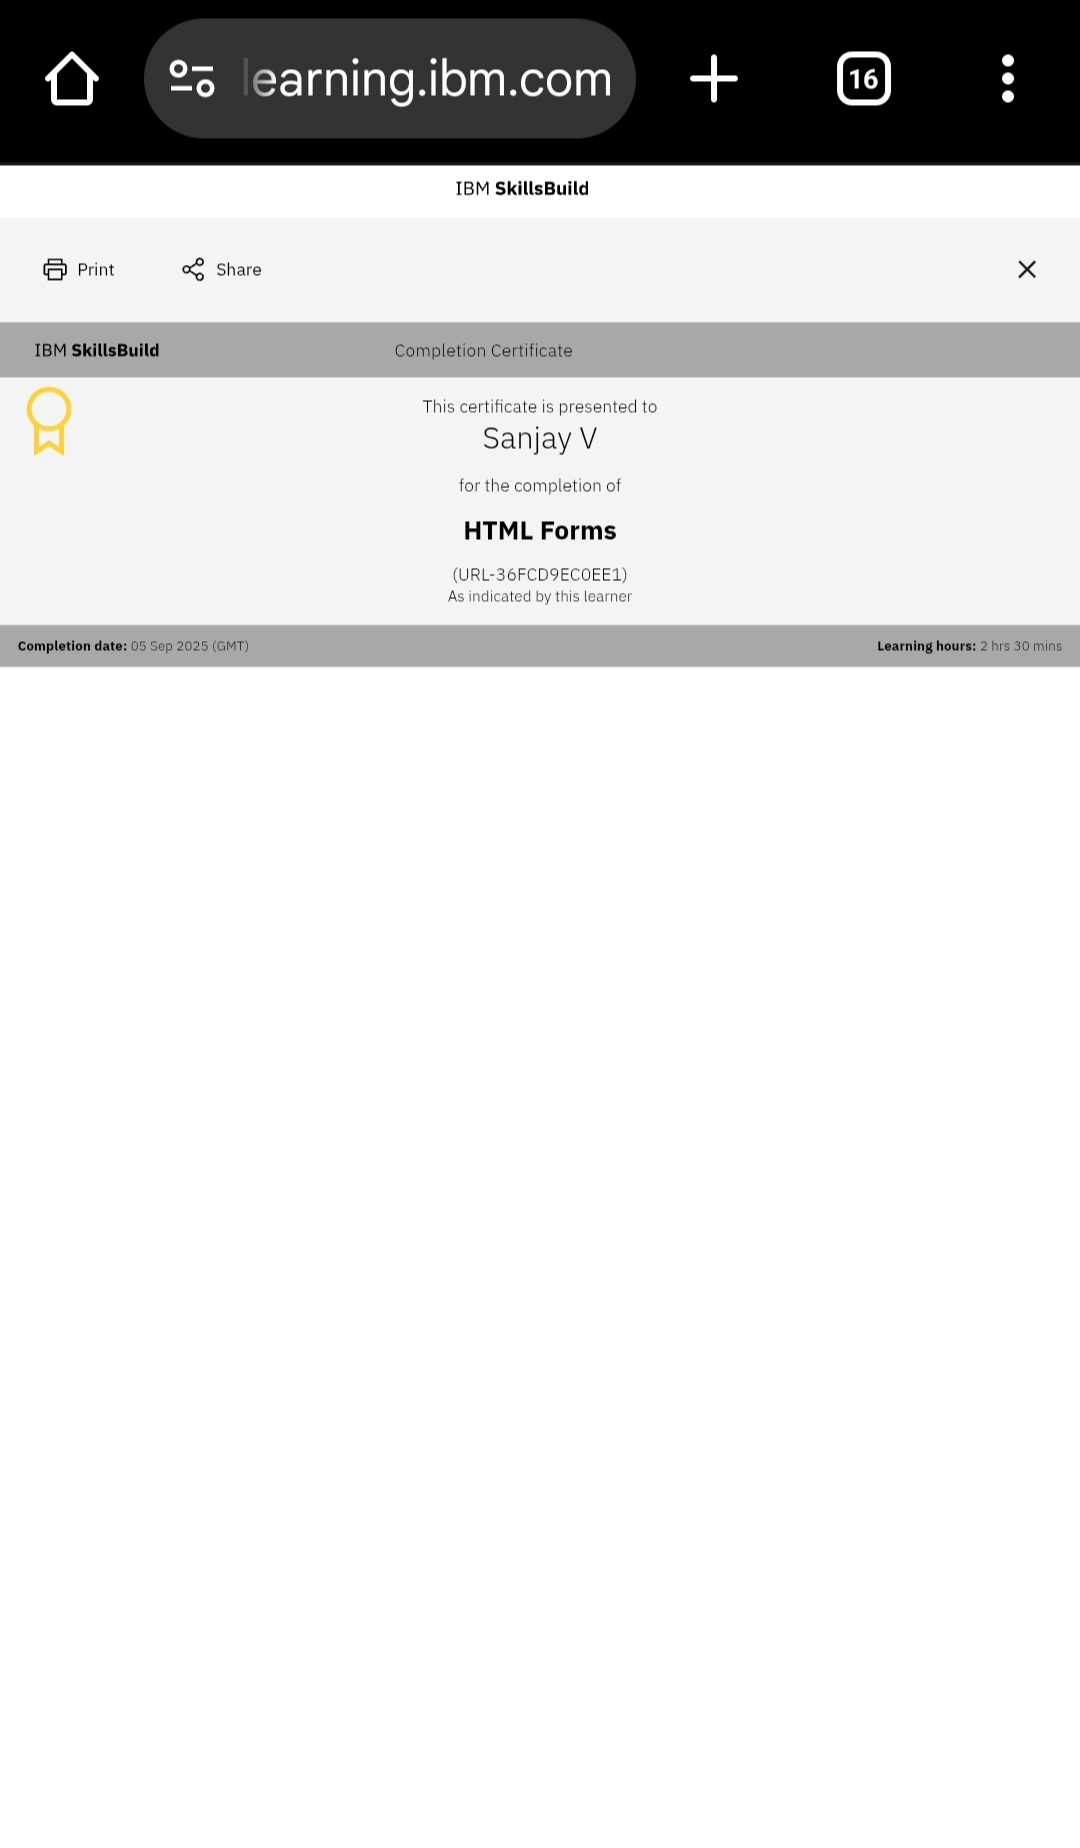 learning.ibm.com
16
IBM SkillsBuild
Print Share
IBM SkillsBuild Completion Certificate
This certificate is presented to
Sanjay V
for the completion of
HTML Forms
(URL-36FCD9EC0EE1)
As indicated by this learner
Completion date: 05 Sep 2025 (GMT) Learning hours: 2 hrs 30 mins